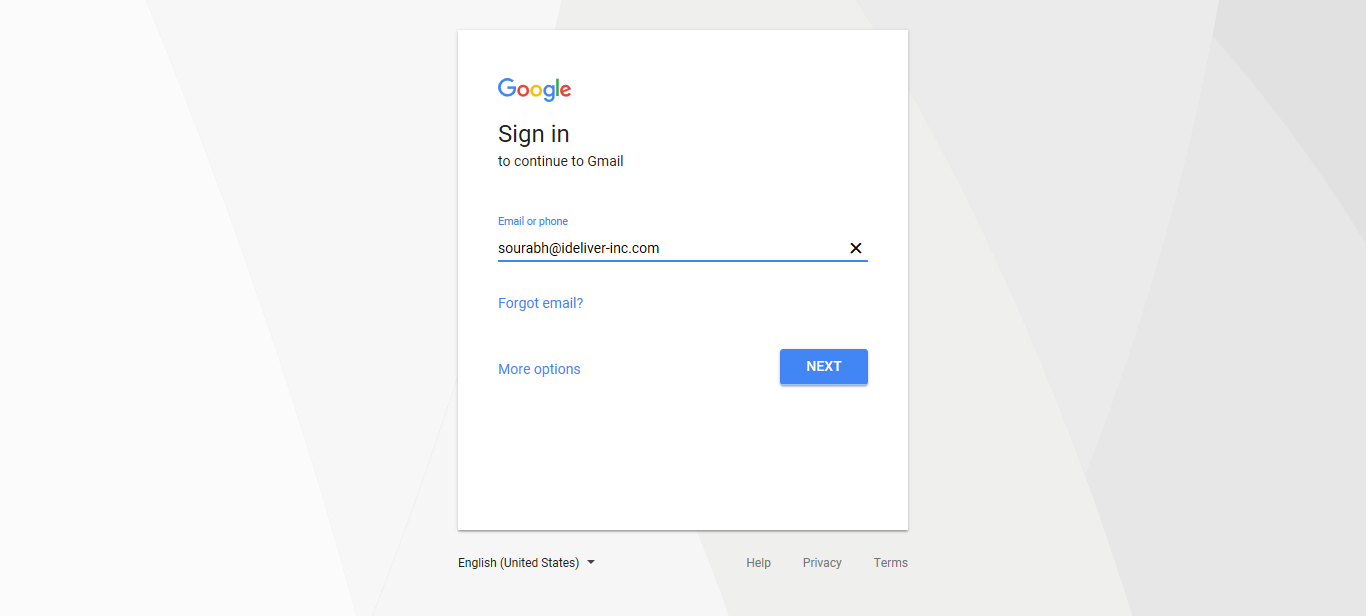 Google
Sign in
to continue to Gmail
Email or phone
sourabh@ideliver-inc.com
Forgot email?
More options
NEXT
English (United States)
Help
Privacy
Terms